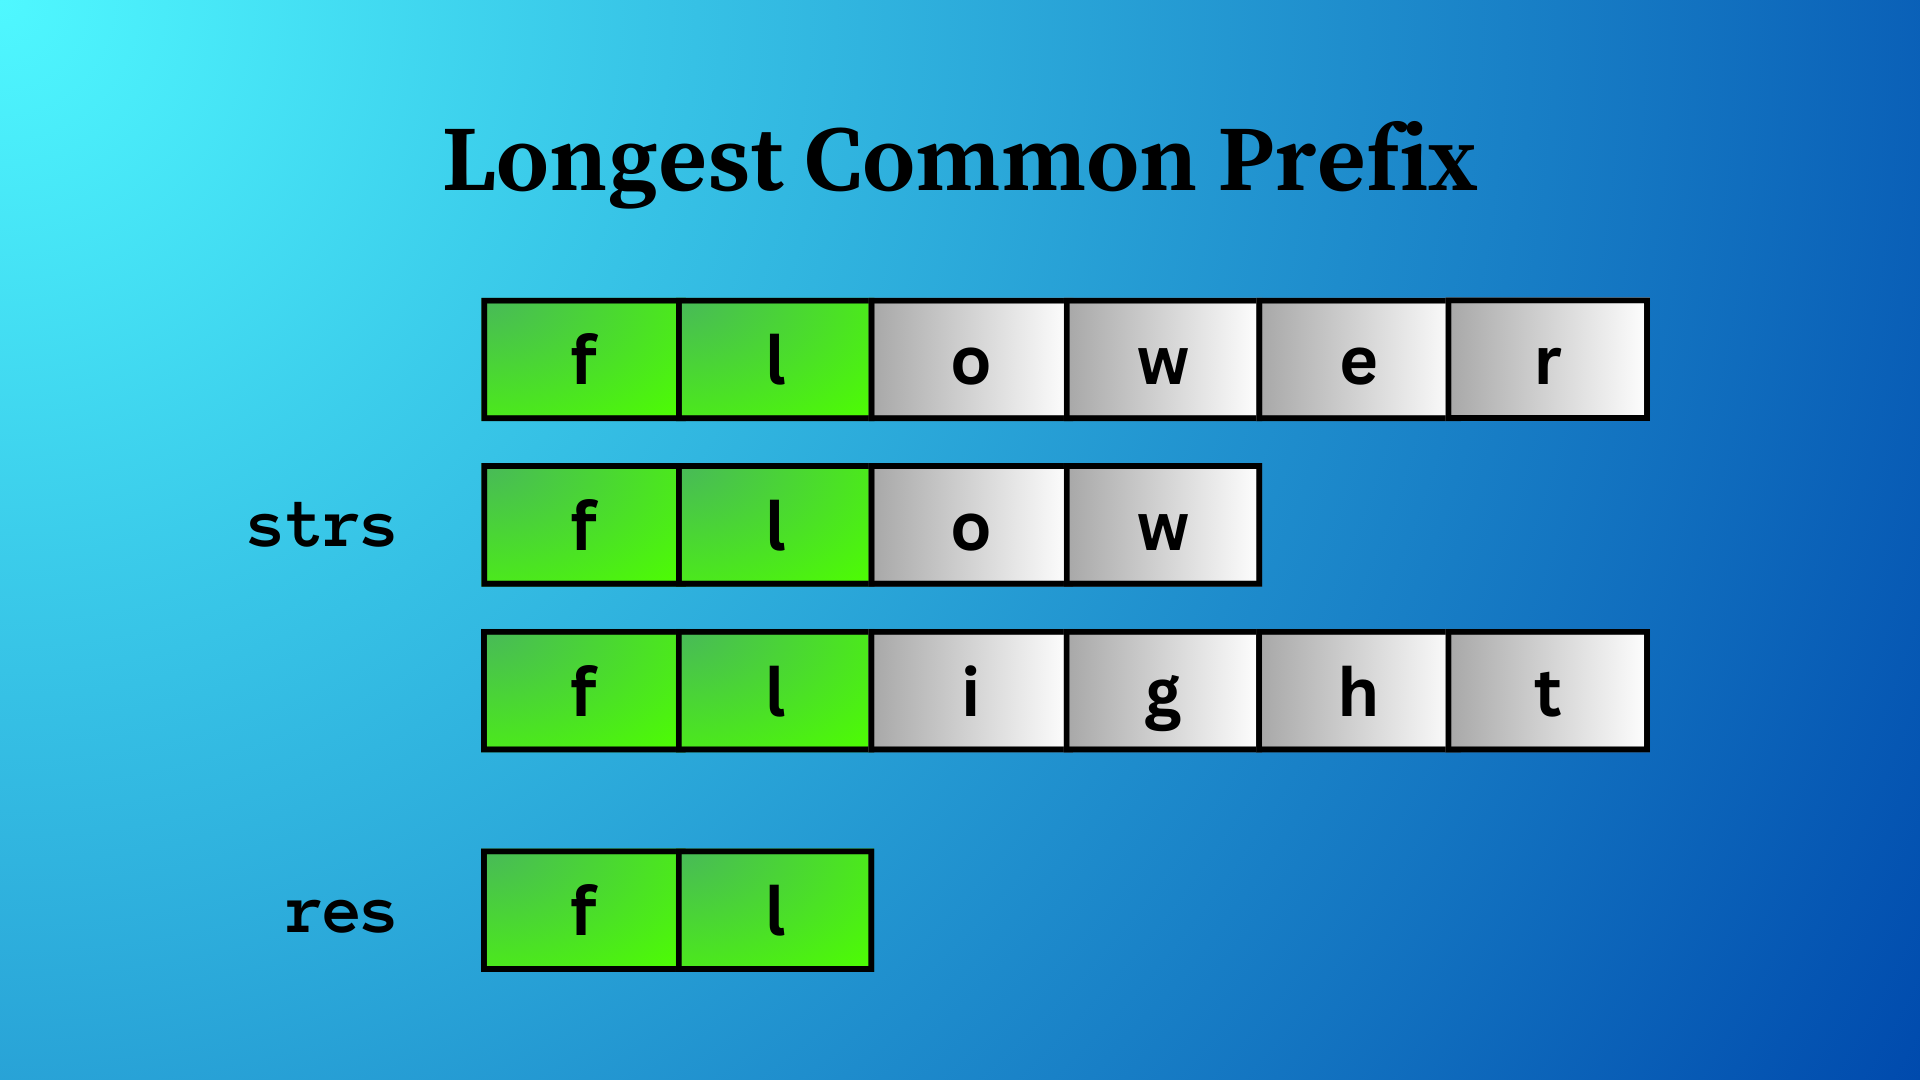 Longest Common Prefix
f l o w e r
strs f l o w
f l i g h t
res f l